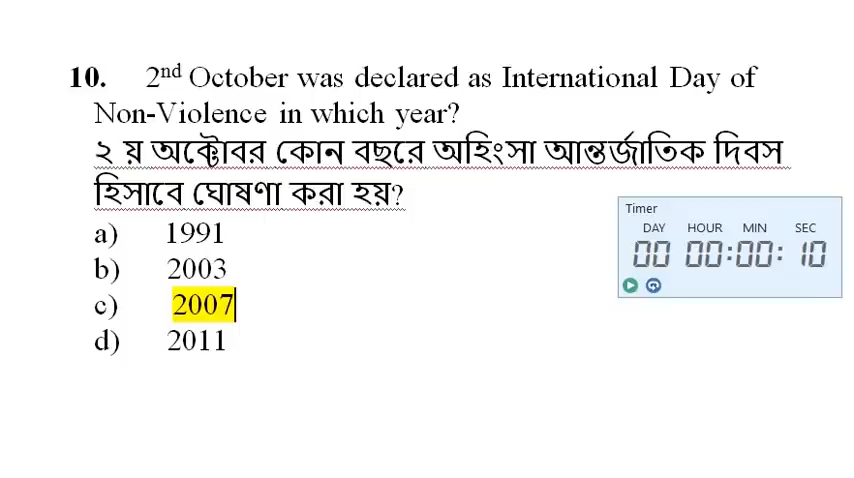 10. 2nd October was declared as International Day of
Non-Violence in which year?
২ য় অক্টোবর কোন বছরে অহিংসা আন্তর্জাতিক দিবস
হিসাবে ঘোষণা করা হয়?
a) 1991
b) 2003
c) 2007
d) 2011
Timer
DAY HOUR MIN SEC
00 00:00: 10